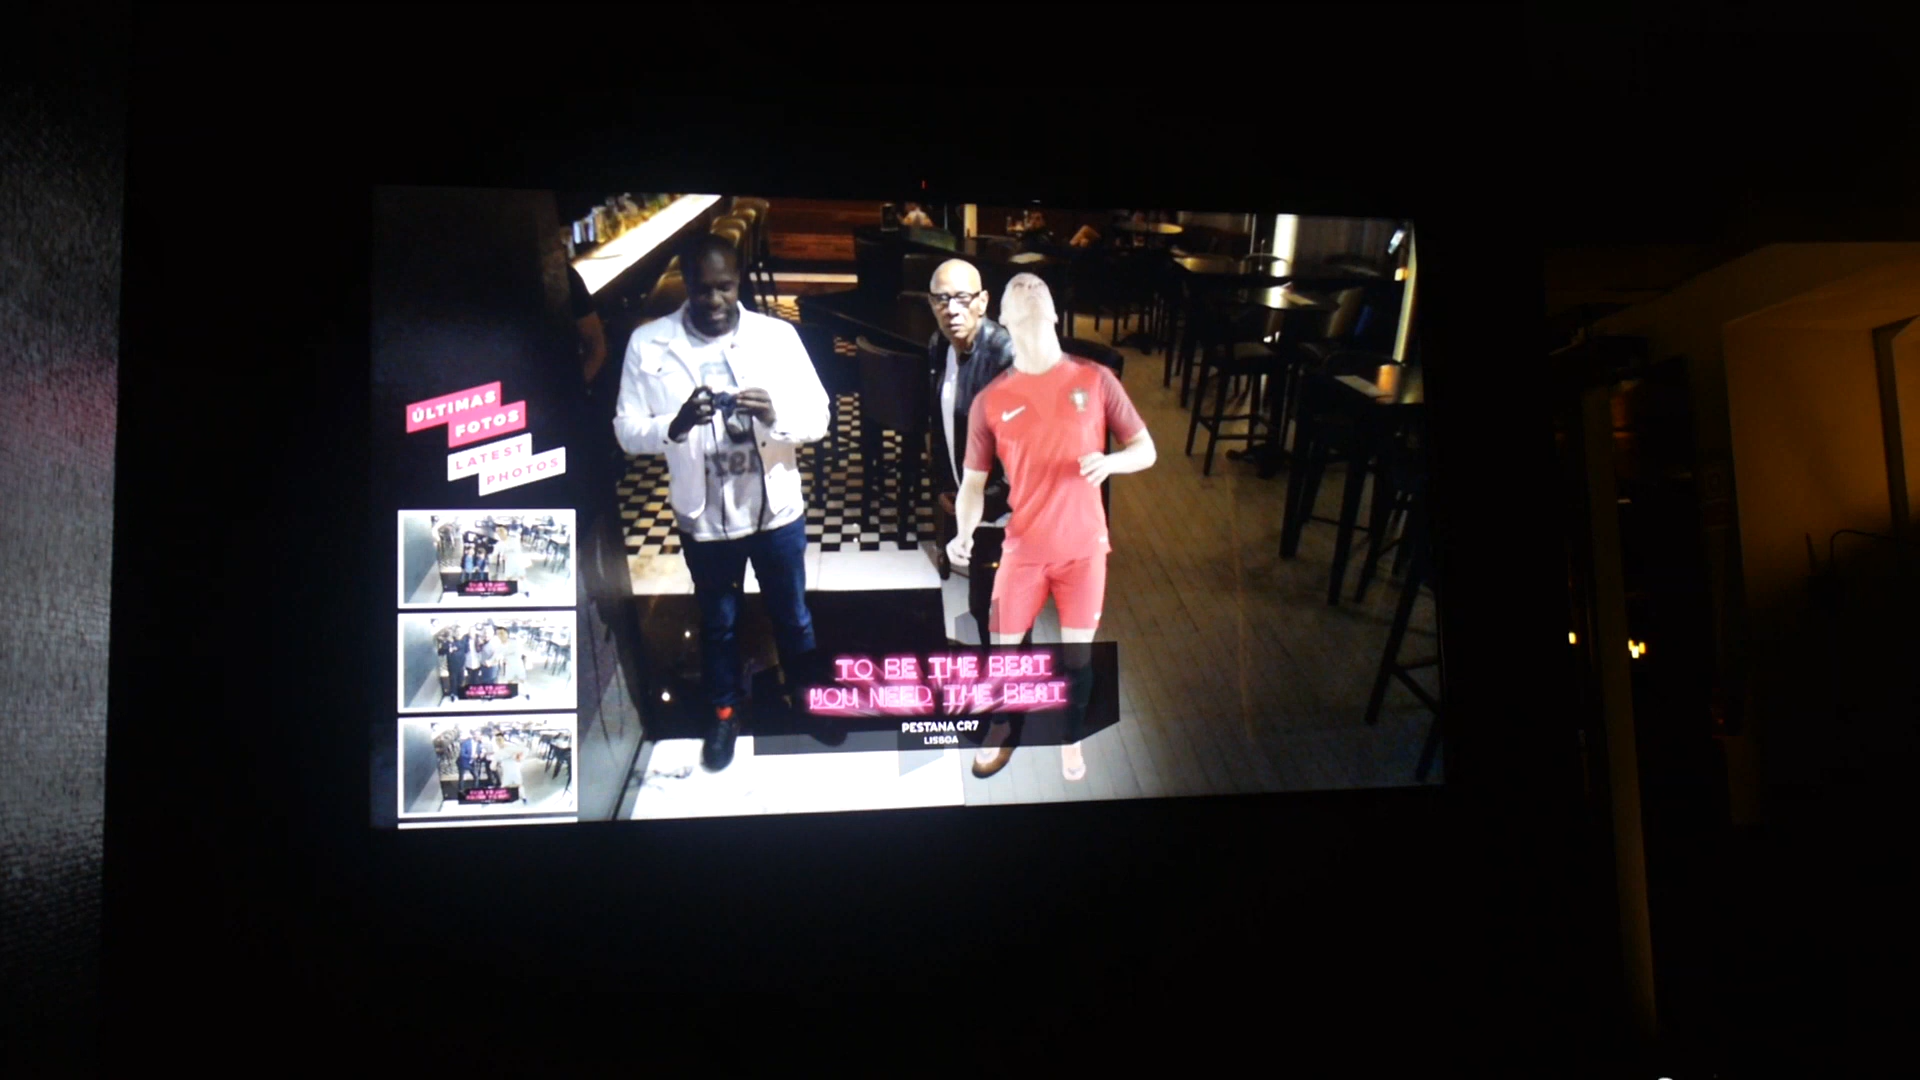 ÚLTIMAS
FOTOS
LATEST
PHOTOS
TO BE THE BEST
YOU NEED THE BEST
PESTANA CR7
LISBOA